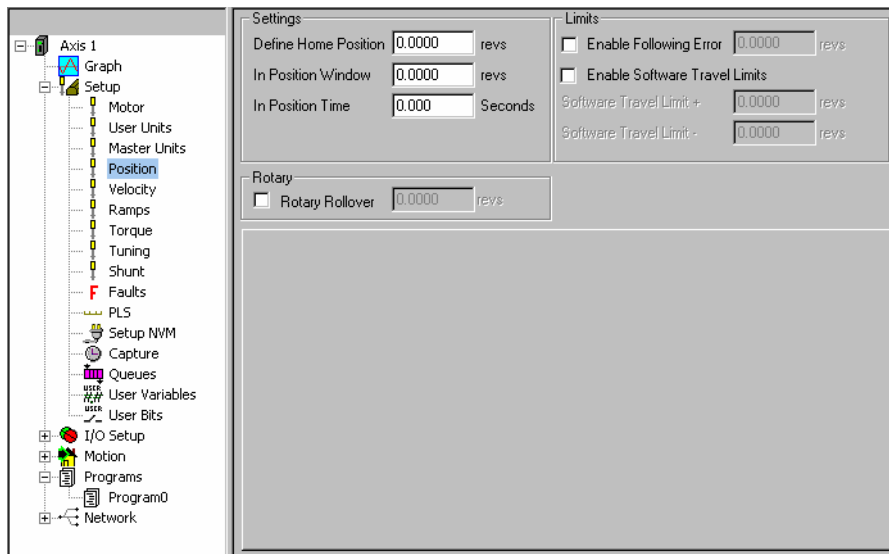 Axis 1
Graph
Setup
Motor
User Units
Master Units
Position
Velocity
Ramps
Torque
Tuning
Shunt
F Faults
PLS
Setup NVM
Capture
Queues
USER #,# User Variables
USER User Bits
I/O Setup
Motion
Programs
Program0
Network
Settings
Define Home Position 0.0000 revs
In Position Window 0.0000 revs
In Position Time 0.000 Seconds
Limits
Enable Following Error 0.0000 revs
Enable Software Travel Limits
Software Travel Limit + 0.0000 revs
Software Travel Limit - 0.0000 revs
Rotary
Rotary Rollover 0.0000 revs